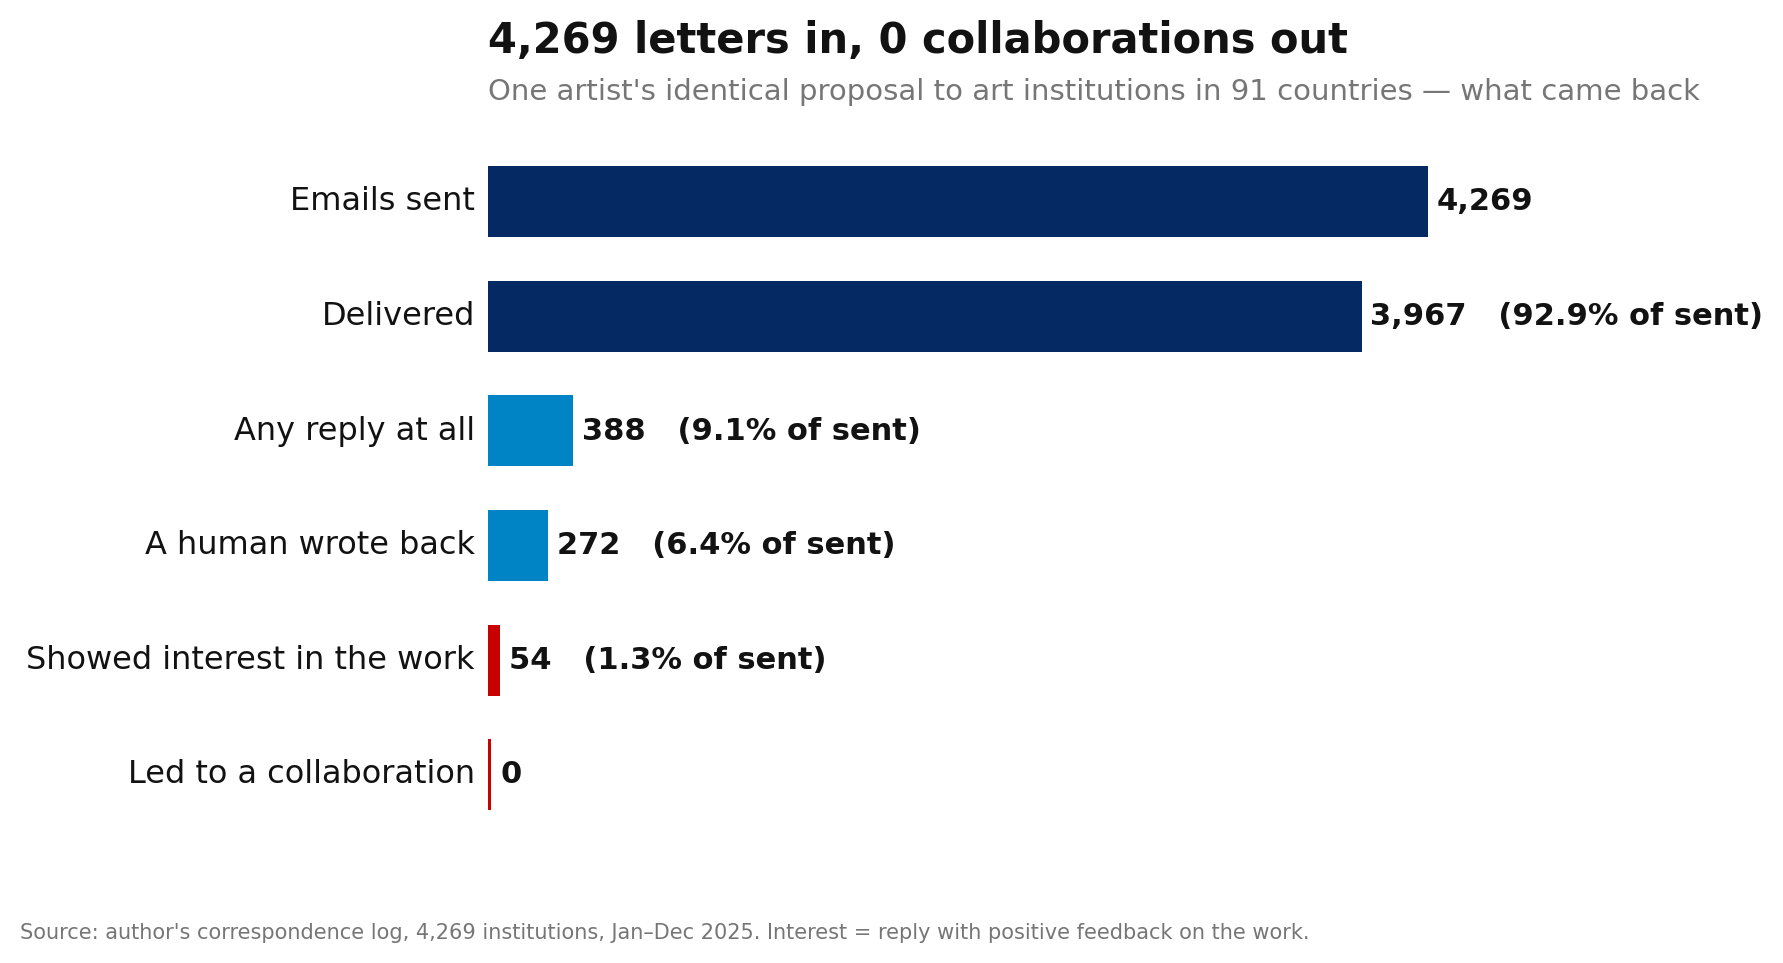 4,269 letters in, 0 collaborations out
One artist's identical proposal to art institutions in 91 countries — what came back
Emails sent 4,269
Delivered 3,967 (92.9% of sent)
Any reply at all 388 (9.1% of sent)
A human wrote back 272 (6.4% of sent)
Showed interest in the work 54 (1.3% of sent)
Led to a collaboration 0
Source: author's correspondence log, 4,269 institutions, Jan–Dec 2025. Interest = reply with positive feedback on the work.